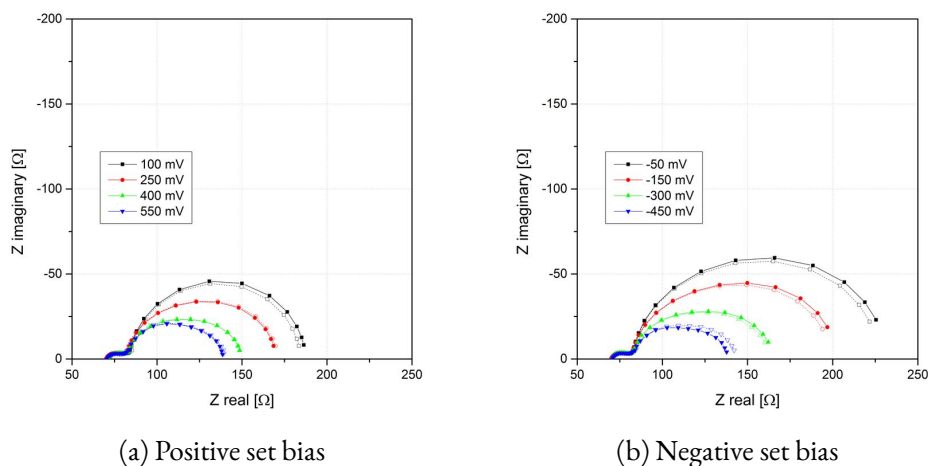 -200
-150
-100
-50
0
Z imaginary [Ω]
100 mV
250 mV
400 mV
550 mV
50 100 150 200 250
Z real [Ω]
(a) Positive set bias
-200
-150
-100
-50
0
Z imaginary [Ω]
-50 mV
-150 mV
-300 mV
-450 mV
50 100 150 200 250
Z real [Ω]
(b) Negative set bias